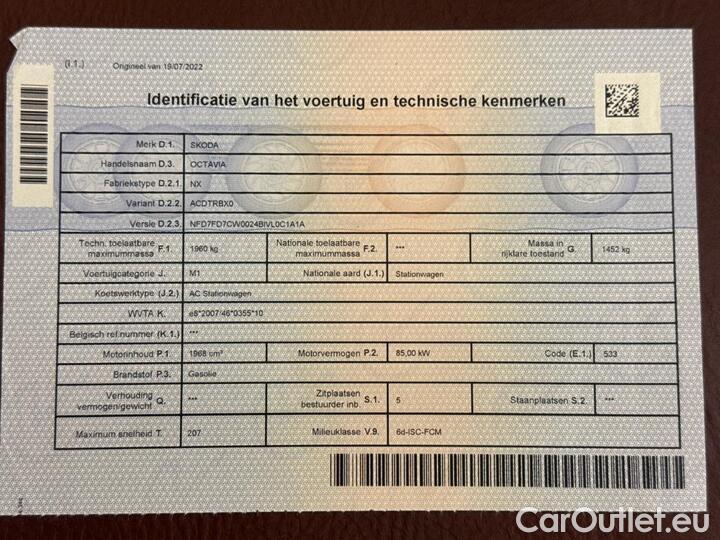 (I.1.) Origineel van 19/07/2022
Identificatie van het voertuig en technische kenmerken
Merk D.1. SKODA
Handelsnaam D.3. OCTAVIA
Fabriekstype D.2.1. NX
Variant D.2.2. ACDTRBX0
Versie D.2.3. NFD7FD7CW0024BIVL0C1A1A
Techn. toelaatbare maximummassa F.1. 1960 kg Nationale toelaatbare maximummassa F.2. *** Massa in rijklare toestand G. 1452 kg
Voertuigcategorie J. M1 Nationale aard (J.1.) Stationwagen
Koetswerktype (J.2.) AC Stationwagen
WVTA K. e8*2007/46*0355*10
Belgisch ref.nummer (K.1.) ***
Motorinhoud P.1. 1968 cm³ Motorvermogen P.2. 85,00 kW Code (E.1.) 533
Brandstof P.3. Gasolie
Verhouding vermogen/gewicht Q. *** Zitplaatsen bestuurder inb. S.1. 5 Staanplaatsen S.2. ***
Maximum snelheid T. 207 Milieuklasse V.9. 6d-ISC-FCM
CarOutlet.eu